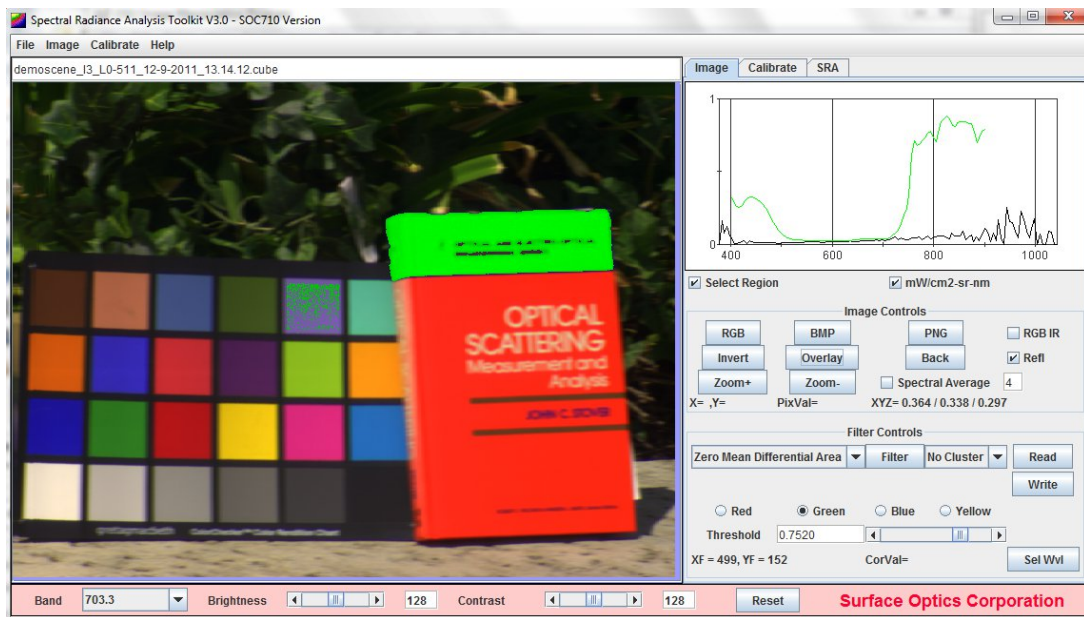 Spectral Radiance Analysis Toolkit V3.0 - SOC710 Version
File Image Calibrate Help
demoscene_I3_L0-511_12-9-2011_13.14.12.cube
OPTICAL
SCATTERING
Measurement and
Analysis
JOHN C. STOVER
Image Calibrate SRA
1
0
400 600 800 1000
Select Region mW/cm2-sr-nm
Image Controls
RGB BMP PNG RGB IR
Invert Overlay Back Refl
Zoom+ Zoom- Spectral Average 4
X= ,Y= PixVal= XYZ= 0.364 / 0.338 / 0.297
Filter Controls
Zero Mean Differential Area Filter No Cluster Read
Write
Red Green Blue Yellow
Threshold 0.7520
XF = 499, YF = 152 CorVal= Sel Wvl
Band 703.3 Brightness 128 Contrast 128 Reset Surface Optics Corporation